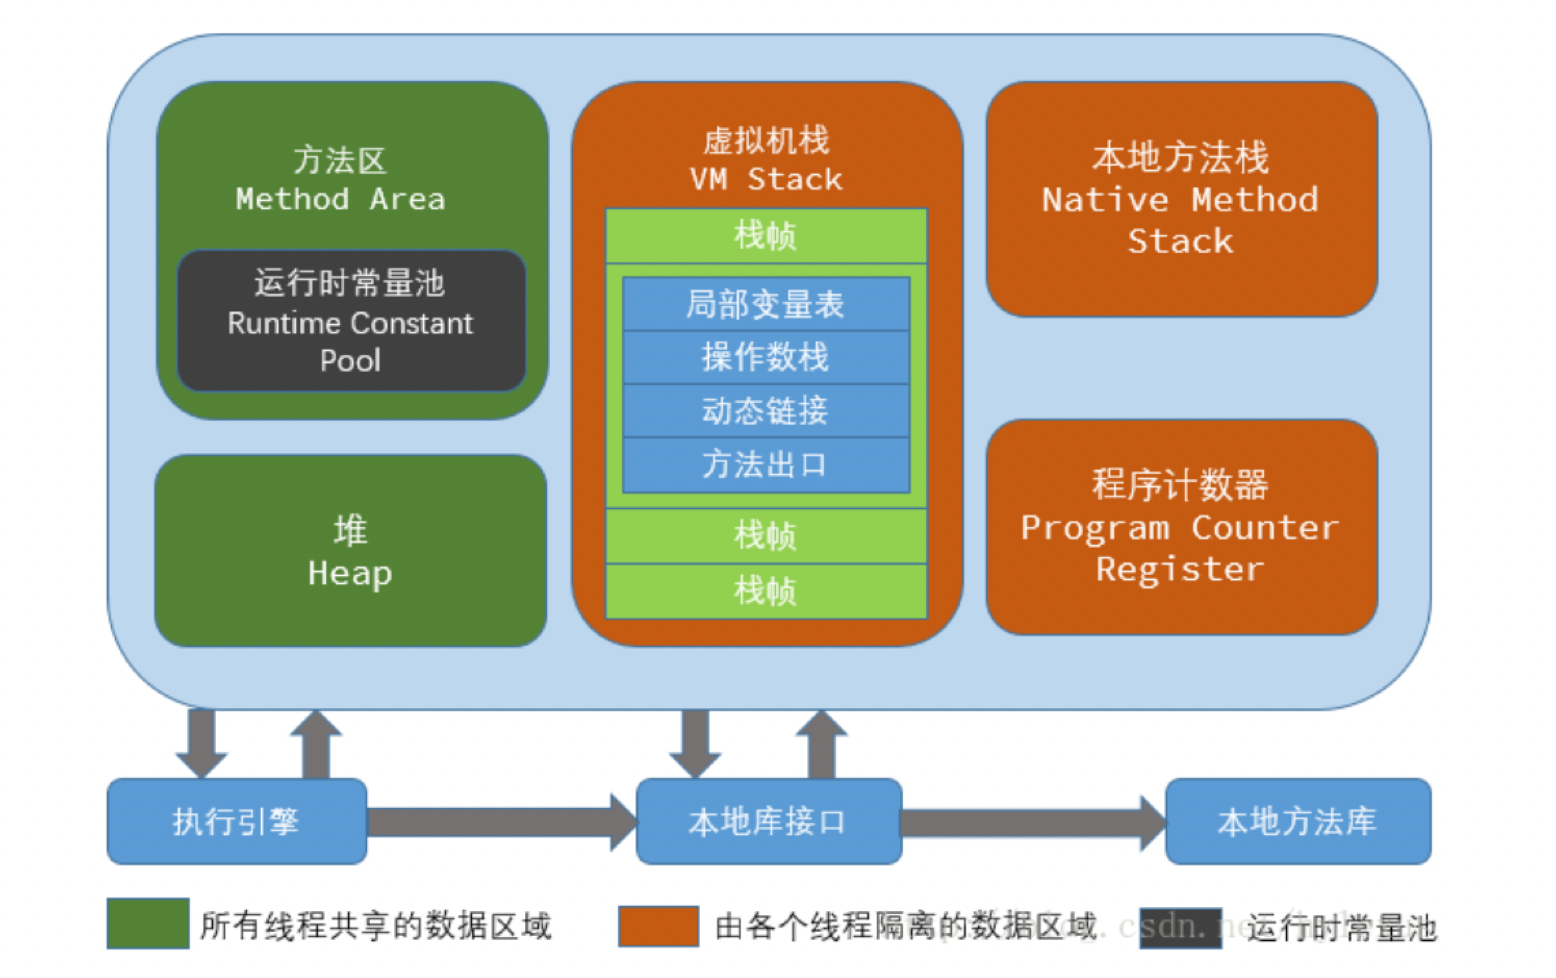 方法区
Method Area
运行时常量池
Runtime Constant
Pool
堆
Heap
虚拟机栈
VM Stack
栈帧
局部变量表
操作数栈
动态链接
方法出口
栈帧
栈帧
本地方法栈
Native Method
Stack
程序计数器
Program Counter
Register
执行引擎
本地库接口
本地方法库
所有线程共享的数据区域
由各个线程隔离的数据区域
运行时常量池